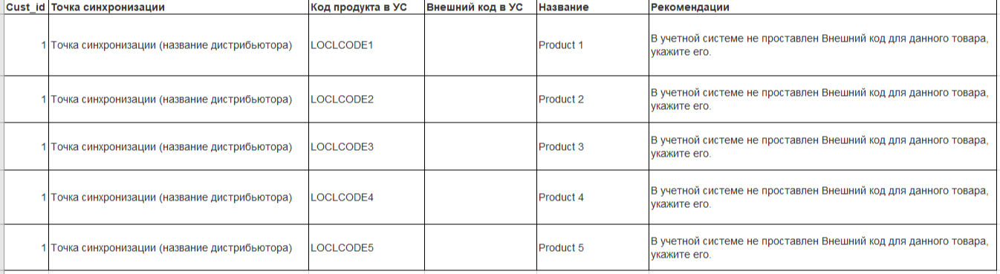 Cust_id Точка синхронизации Код продукта в УС Внешний код в УС Название Рекомендации
1 Точка синхронизации (название дистрибьютора) LOCLCODE1 Product 1 В учетной системе не проставлен Внешний код для данного товара,
укажите его.
1 Точка синхронизации (название дистрибьютора) LOCLCODE2 Product 2 В учетной системе не проставлен Внешний код для данного товара,
укажите его.
1 Точка синхронизации (название дистрибьютора) LOCLCODE3 Product 3 В учетной системе не проставлен Внешний код для данного товара,
укажите его.
1 Точка синхронизации (название дистрибьютора) LOCLCODE4 Product 4 В учетной системе не проставлен Внешний код для данного товара,
укажите его.
1 Точка синхронизации (название дистрибьютора) LOCLCODE5 Product 5 В учетной системе не проставлен Внешний код для данного товара,
укажите его.